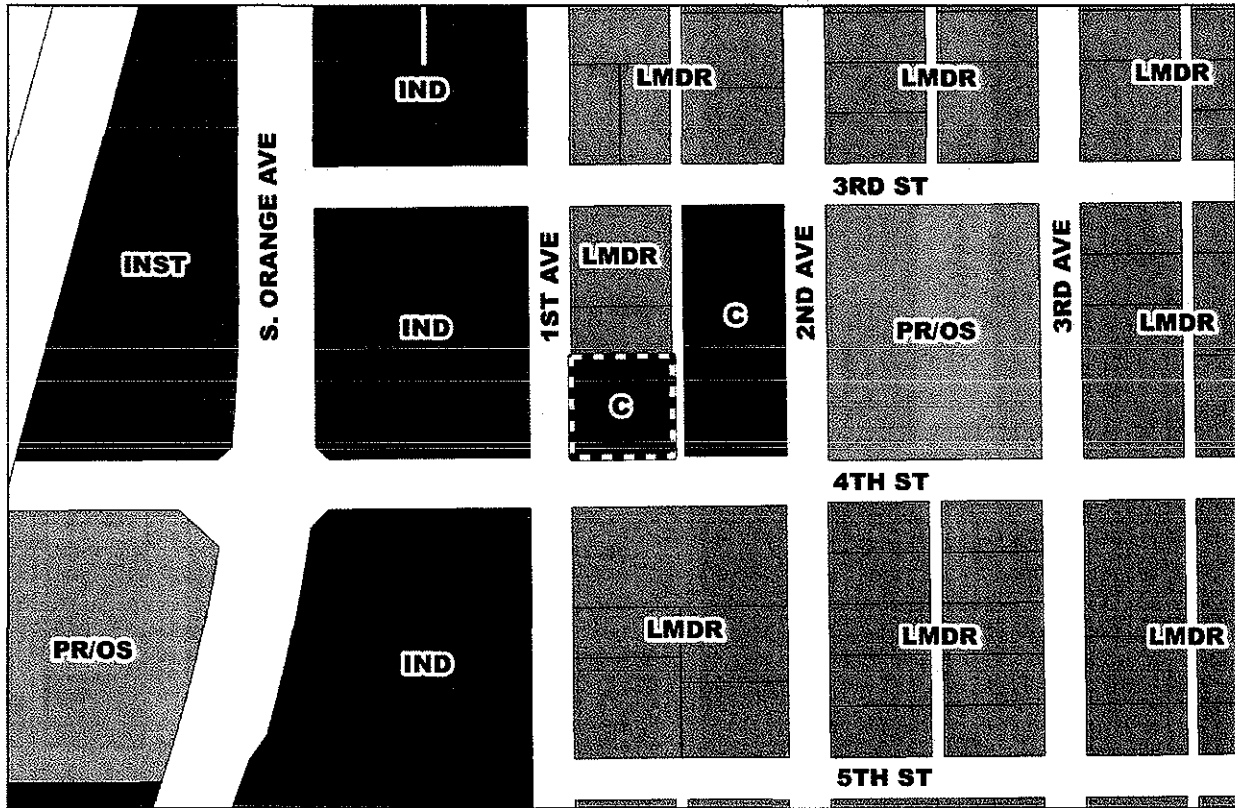 IND
LMDR
LMDR
LMDR
3RD ST
S. ORANGE AVE
INST
IND
1ST AVE
LMDR
C
C
2ND AVE
PR/OS
3RD AVE
LMDR
4TH ST
PR/OS
IND
LMDR
LMDR
LMDR
5TH ST